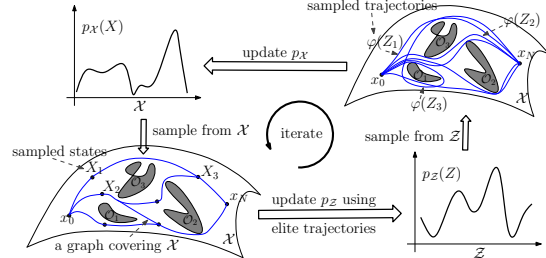 p_𝒳(X)
𝒳
update p_𝒳
sampled trajectories
φ(Z_1)
φ(Z_2)
φ(Z_3)
x_0
x_N
𝒪_1
𝒪_2
𝒪_3
𝒳
sample from 𝒳
iterate
sample from 𝒵
sampled states
X_1
X_2
X_3
x_0
x_N
𝒪_1
𝒪_2
𝒪_3
𝒳
a graph covering 𝒳
update p_𝒵 using
elite trajectories
p_𝒵(Z)
𝒵